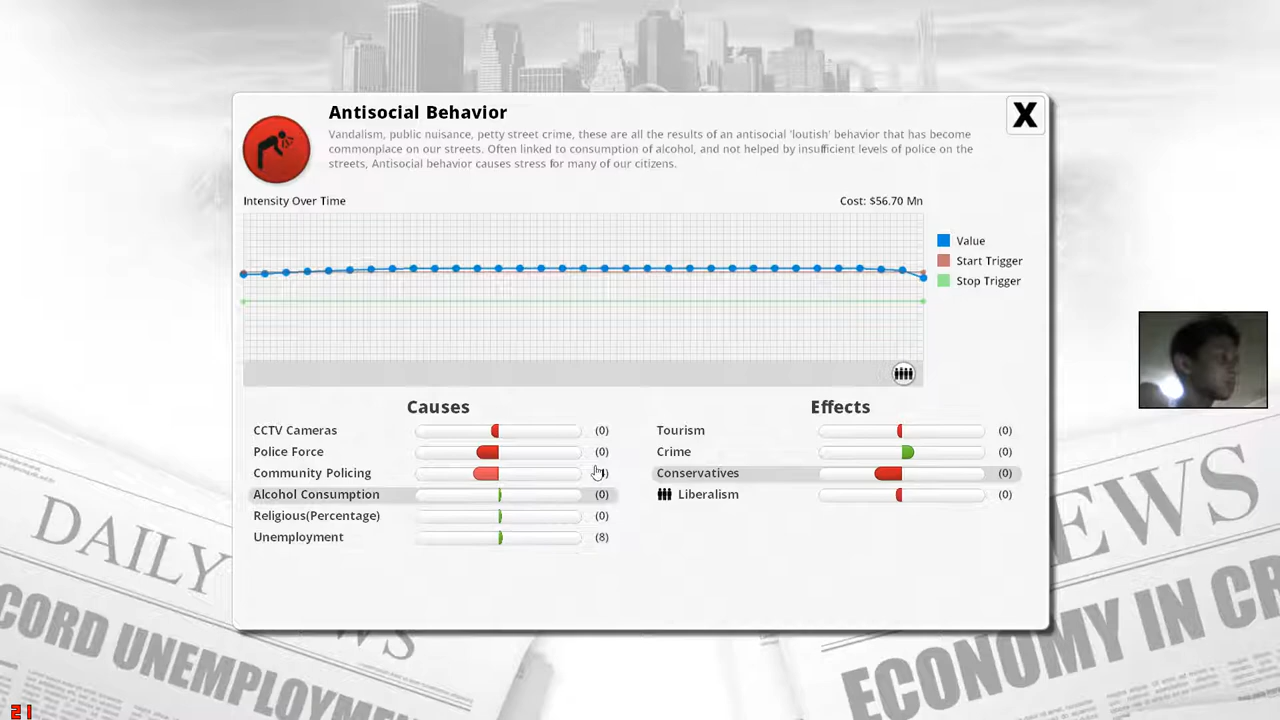 Antisocial Behavior
X
Vandalism, public nuisance, petty street crime, these are all the results of an antisocial 'loutish' behavior that has become
commonplace on our streets. Often linked to consumption of alcohol, and not helped by insufficient levels of police on the
streets, Antisocial behavior causes stress for many of our citizens.
Intensity Over Time
Cost: $56.70 Mn
Value
Start Trigger
Stop Trigger
Causes
CCTV Cameras (0)
Police Force (0)
Community Policing
Alcohol Consumption (0)
Religious(Percentage) (0)
Unemployment (8)
Effects
Tourism (0)
Crime (0)
Conservatives (0)
Liberalism (0)
DAILY
NEWS
ECONOMY IN CR
CORD UNEMPLOYM
WS
21